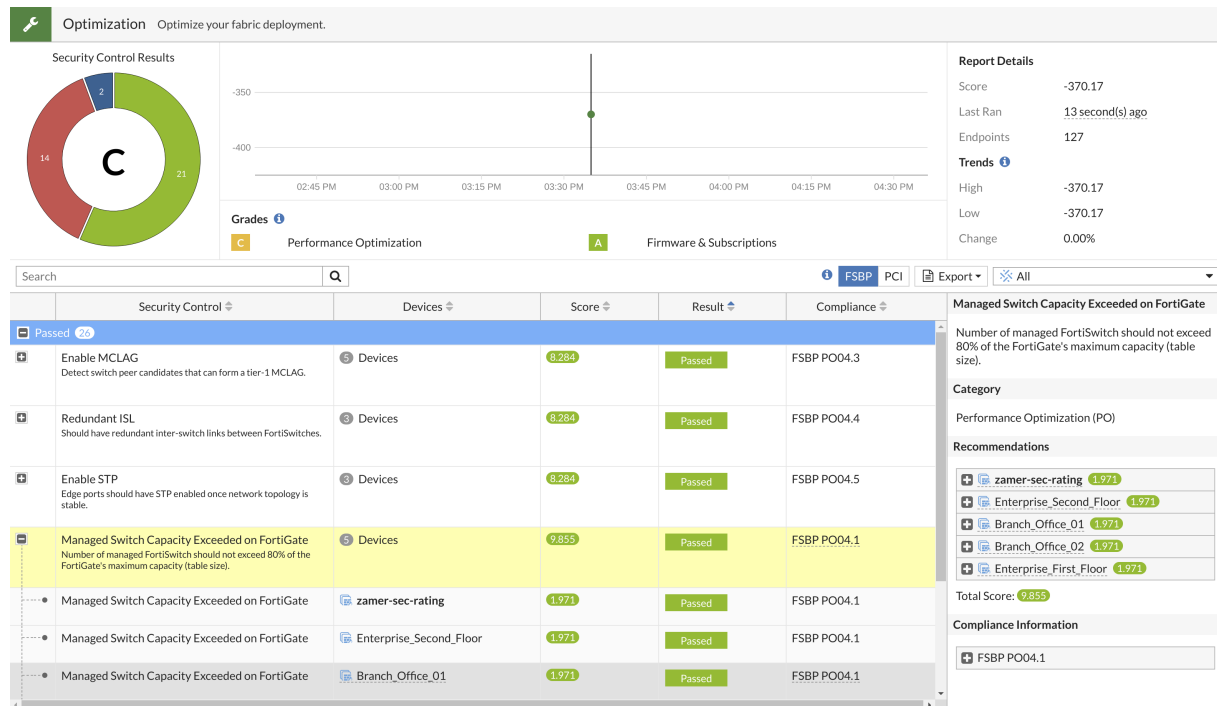 Optimization Optimize your fabric deployment.
Security Control Results
2
14
C
21
-350
-400
02:45 PM 03:00 PM 03:15 PM 03:30 PM 03:45 PM 04:00 PM 04:15 PM 04:30 PM
Grades
C Performance Optimization A Firmware & Subscriptions
Report Details
Score -370.17
Last Ran 13 second(s) ago
Endpoints 127
Trends
High -370.17
Low -370.17
Change 0.00%
Search
FSBP PCI Export All
Security Control Devices Score Result Compliance
Passed 26
Enable MCLAG 5 Devices 8.284 Passed FSBP PO04.3
Detect switch peer candidates that can form a tier-1 MCLAG.
Redundant ISL 3 Devices 8.284 Passed FSBP PO04.4
Should have redundant inter-switch links between FortiSwitches.
Enable STP 3 Devices 8.284 Passed FSBP PO04.5
Edge ports should have STP enabled once network topology is
stable.
Managed Switch Capacity Exceeded on FortiGate 5 Devices 9.855 Passed FSBP PO04.1
Number of managed FortiSwitch should not exceed 80% of the
FortiGate's maximum capacity (table size).
Managed Switch Capacity Exceeded on FortiGate zamer-sec-rating 1.971 Passed FSBP PO04.1
Managed Switch Capacity Exceeded on FortiGate Enterprise_Second_Floor 1.971 Passed FSBP PO04.1
Managed Switch Capacity Exceeded on FortiGate Branch_Office_01 1.971 Passed FSBP PO04.1
Managed Switch Capacity Exceeded on FortiGate
Number of managed FortiSwitch should not exceed
80% of the FortiGate's maximum capacity (table
size).
Category
Performance Optimization (PO)
Recommendations
zamer-sec-rating 1.971
Enterprise_Second_Floor 1.971
Branch_Office_01 1.971
Branch_Office_02 1.971
Enterprise_First_Floor 1.971
Total Score: 9.855
Compliance Information
FSBP PO04.1